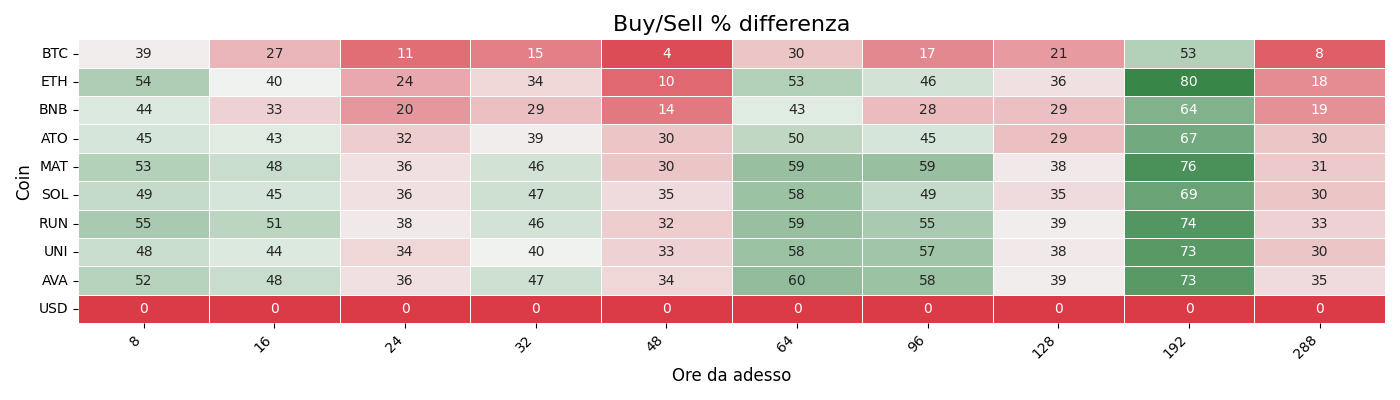 Buy/Sell % differenza
Coin
BTC 39 27 11 15 4 30 17 21 53 8
ETH 54 40 24 34 10 53 46 36 80 18
BNB 44 33 20 29 14 43 28 29 64 19
ATO 45 43 32 39 30 50 45 29 67 30
MAT 53 48 36 46 30 59 59 38 76 31
SOL 49 45 36 47 35 58 49 35 69 30
RUN 55 51 38 46 32 59 55 39 74 33
UNI 48 44 34 40 33 58 57 38 73 30
AVA 52 48 36 47 34 60 58 39 73 35
USD 0 0 0 0 0 0 0 0 0 0
8 16 24 32 48 64 96 128 192 288
Ore da adesso